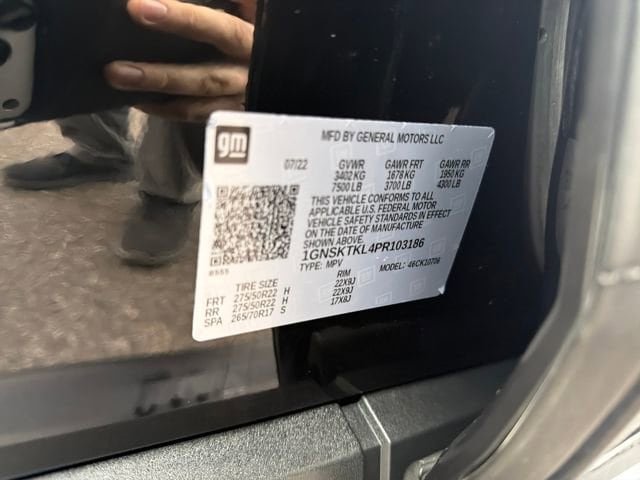 gm
MFD BY GENERAL MOTORS LLC
07/22 GVWR GAWR FRT GAWR RR
3402 KG 1678 KG 1950 KG
7500 LB 3700 LB 4300 LB
THIS VEHICLE CONFORMS TO ALL
APPLICABLE U.S. FEDERAL MOTOR
VEHICLE SAFETY STANDARDS IN EFFECT
ON THE DATE OF MANUFACTURE
SHOWN ABOVE.
1GNSKTKL4PR103186
TYPE: MPV MODEL:
TIRE SIZE RIM
FRT 275/50R22 H 22X9J
RR 275/50R22 H 22X9J
SPA 265/70R17 S 17X8J